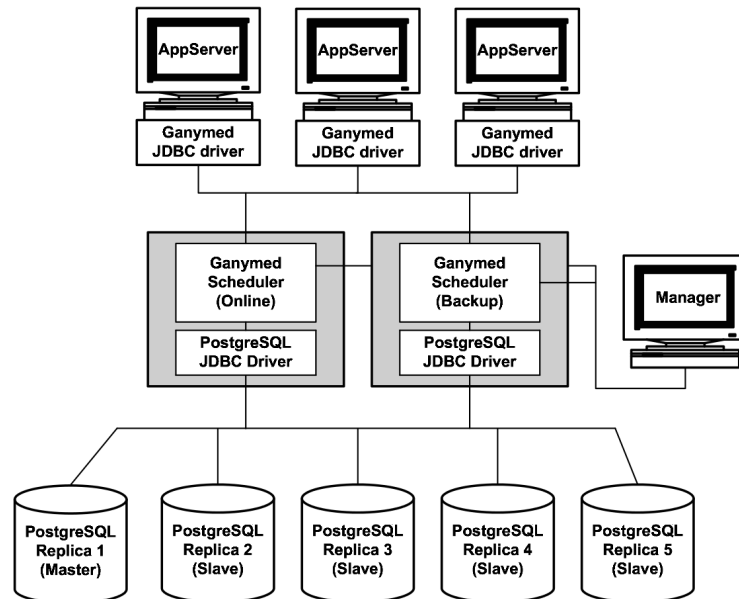 AppServer
AppServer
AppServer
Ganymed
JDBC driver
Ganymed
JDBC driver
Ganymed
JDBC driver
Ganymed
Scheduler
(Online)
PostgreSQL
JDBC Driver
Ganymed
Scheduler
(Backup)
PostgreSQL
JDBC Driver
Manager
PostgreSQL
Replica 1
(Master)
PostgreSQL
Replica 2
(Slave)
PostgreSQL
Replica 3
(Slave)
PostgreSQL
Replica 4
(Slave)
PostgreSQL
Replica 5
(Slave)